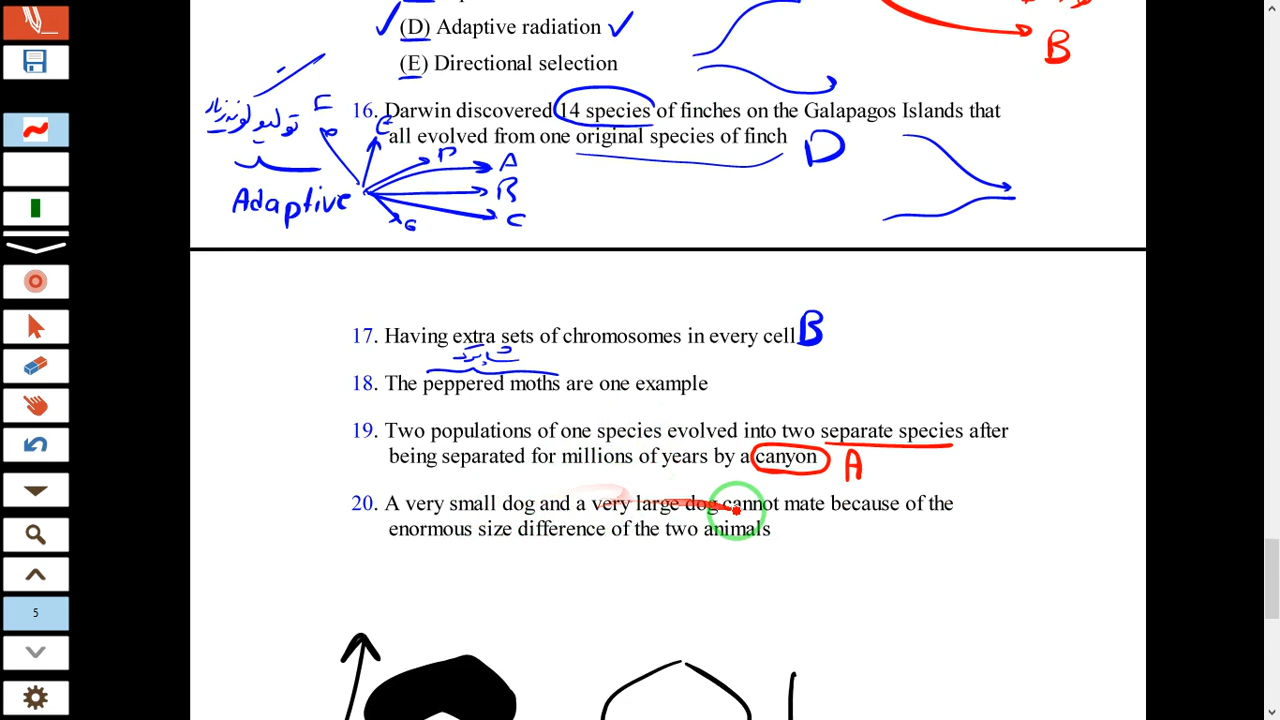 B
(D) Adaptive radiation
(E) Directional selection
16. Darwin discovered 14 species of finches on the Galapagos Islands that
all evolved from one original species of finch D
E
D
A
B
C
G
Adaptive
17. Having extra sets of chromosomes in every cell B
18. The peppered moths are one example
19. Two populations of one species evolved into two separate species after
being separated for millions of years by a canyon A
20. A very small dog and a very large dog cannot mate because of the
enormous size difference of the two animals
5